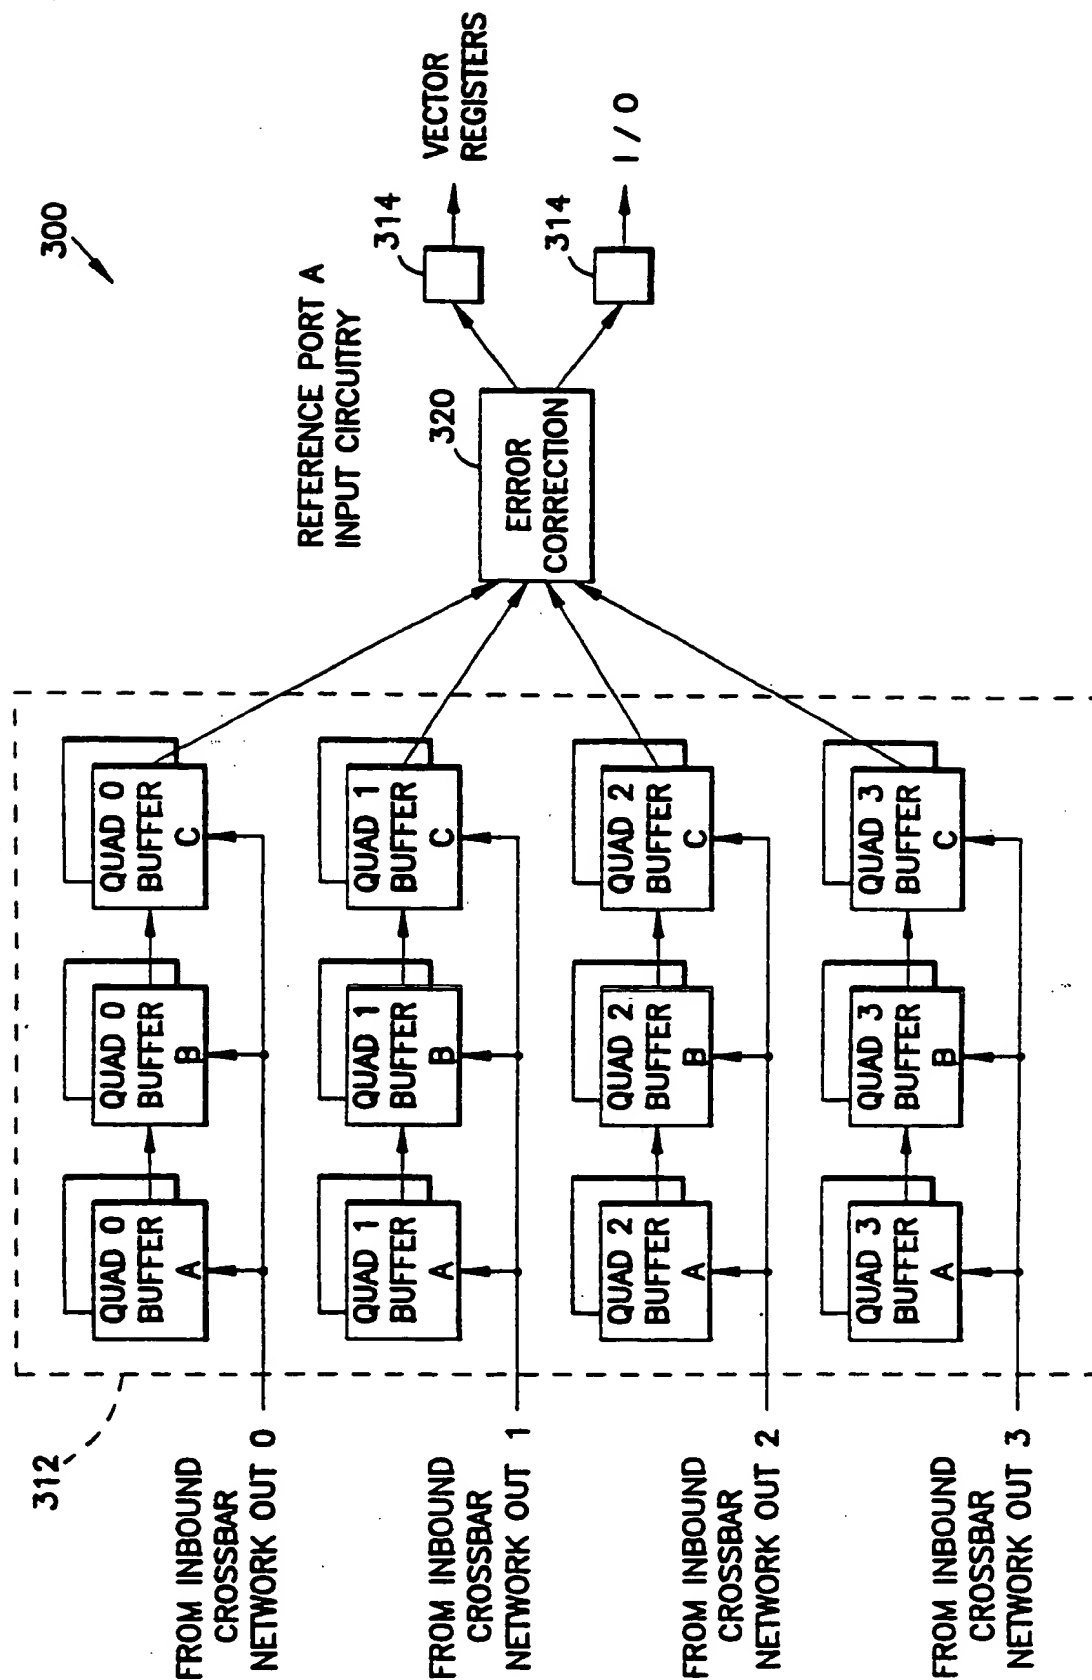 300
REFERENCE PORT A
INPUT CIRCUITRY
312
FROM INBOUND
CROSSBAR
NETWORK OUT 0
QUAD 0
BUFFER
A
QUAD 0
BUFFER
B
QUAD 0
BUFFER
C
FROM INBOUND
CROSSBAR
NETWORK OUT 1
QUAD 1
BUFFER
A
QUAD 1
BUFFER
B
QUAD 1
BUFFER
C
FROM INBOUND
CROSSBAR
NETWORK OUT 2
QUAD 2
BUFFER
A
QUAD 2
BUFFER
B
QUAD 2
BUFFER
C
FROM INBOUND
CROSSBAR
NETWORK OUT 3
QUAD 3
BUFFER
A
QUAD 3
BUFFER
B
QUAD 3
BUFFER
C
320
ERROR
CORRECTION
314
VECTOR
REGISTERS
314
I / O